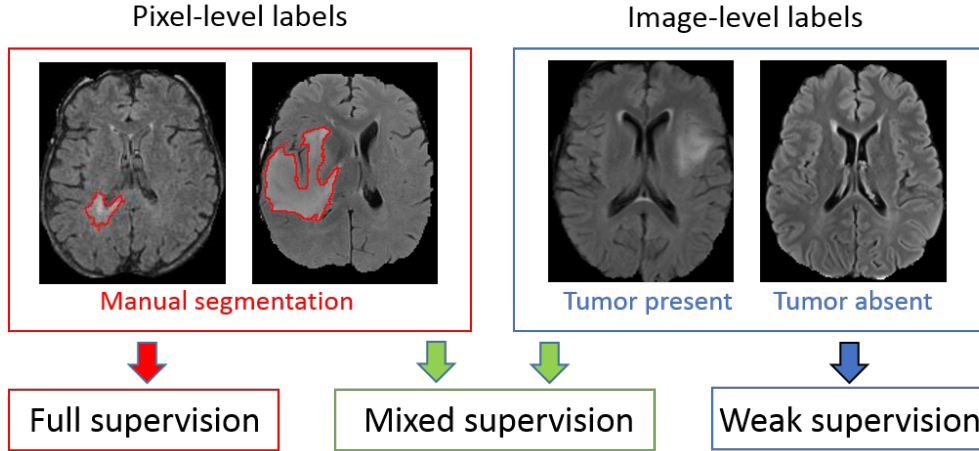 Pixel-level labels
Image-level labels
Manual segmentation
Tumor present
Tumor absent
Full supervision
Mixed supervision
Weak supervision